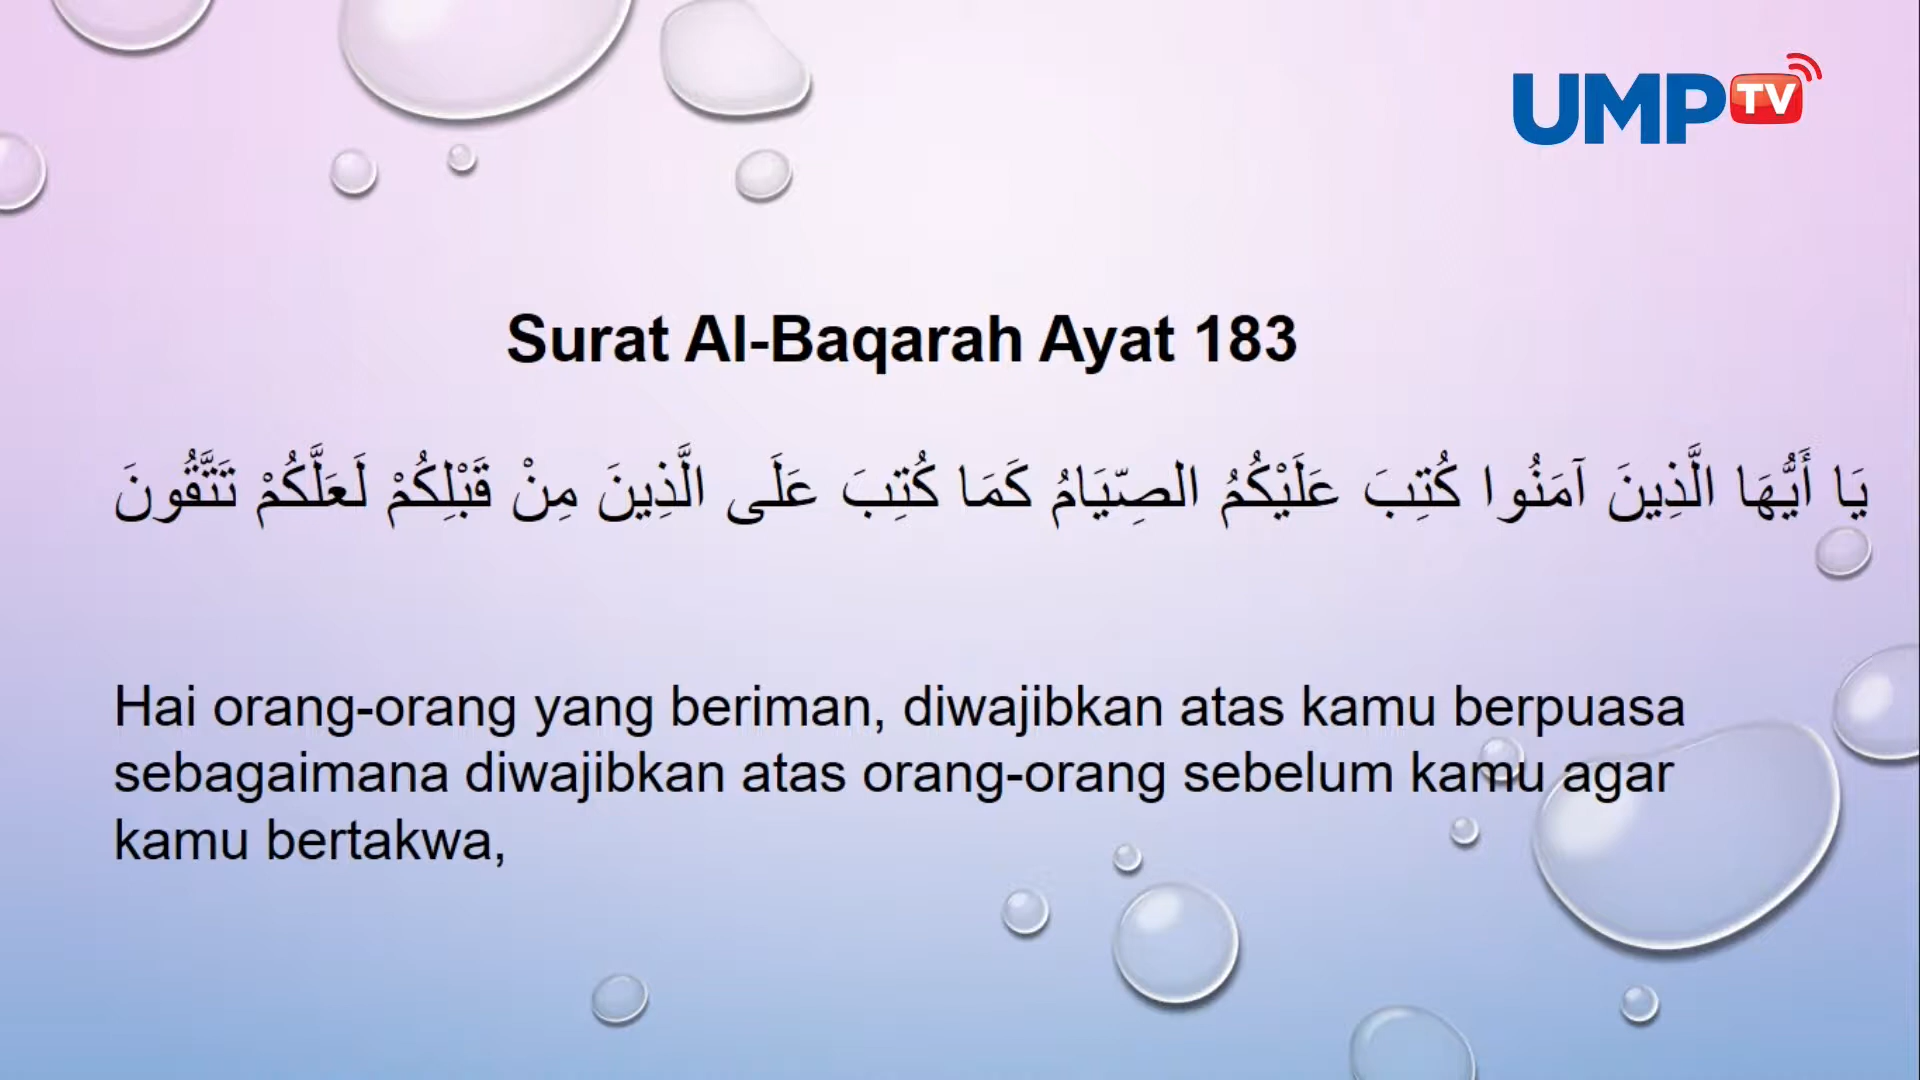 UMP TV
Surat Al-Baqarah Ayat 183
يَا أَيُّهَا الَّذِينَ آمَنُوا كُتِبَ عَلَيْكُمُ الصِّيَامُ كَمَا كُتِبَ عَلَى الَّذِينَ مِنْ قَبْلِكُمْ لَعَلَّكُمْ تَتَّقُونَ
Hai orang-orang yang beriman, diwajibkan atas kamu berpuasa
sebagaimana diwajibkan atas orang-orang sebelum kamu agar
kamu bertakwa,